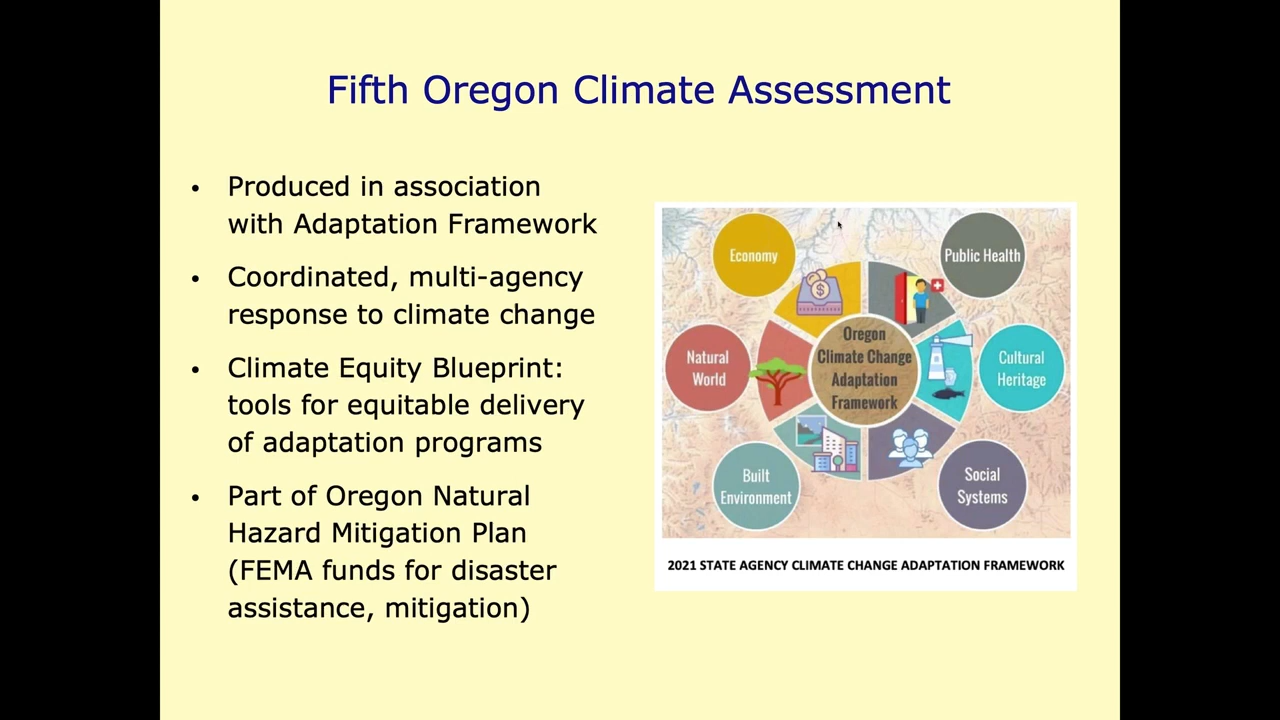 Fifth Oregon Climate Assessment
• Produced in association
with Adaptation Framework
• Coordinated, multi-agency
response to climate change
• Climate Equity Blueprint:
tools for equitable delivery
of adaptation programs
• Part of Oregon Natural
Hazard Mitigation Plan
(FEMA funds for disaster
assistance, mitigation)
Economy
Public Health
Natural
World
Oregon
Climate Change
Adaptation
Framework
Cultural
Heritage
Built
Environment
Social
Systems
$
2021 STATE AGENCY CLIMATE CHANGE ADAPTATION FRAMEWORK